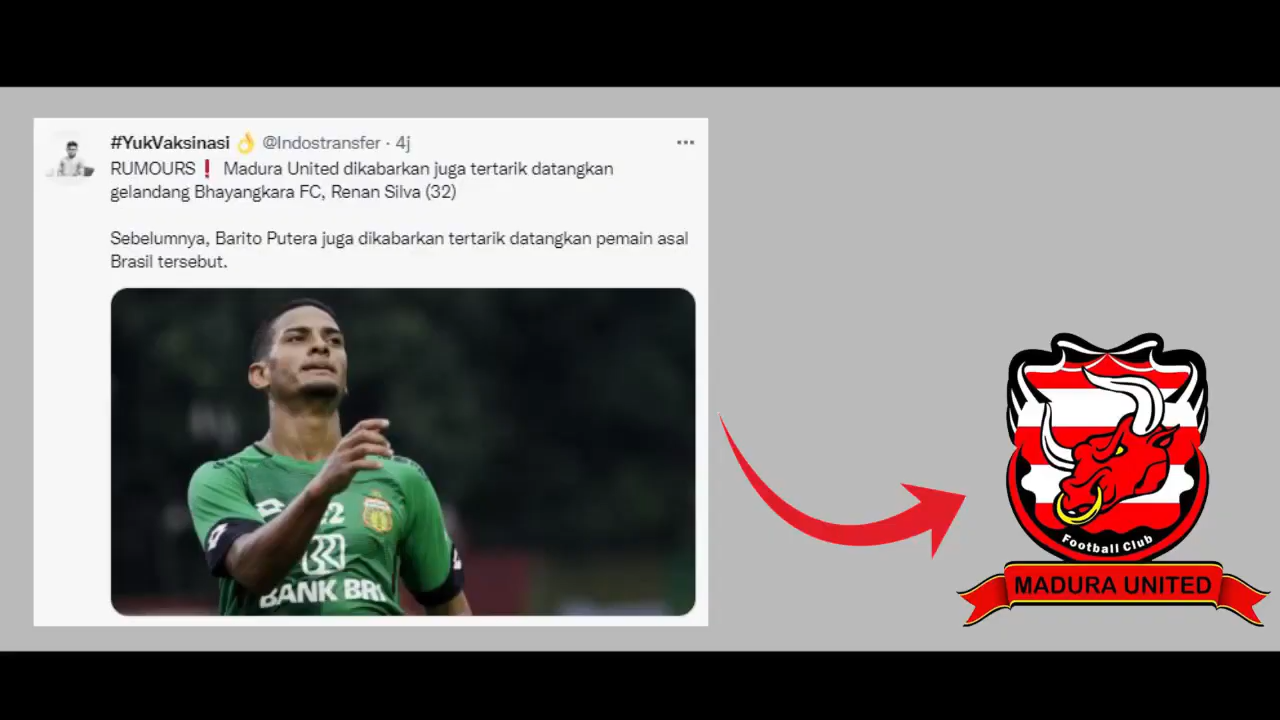 #YukVaksinasi 👌 @Indostransfer · 4j
RUMOURS❗ Madura United dikabarkan juga tertarik datangkan
gelandang Bhayangkara FC, Renan Silva (32)
Sebelumnya, Barito Putera juga dikabarkan tertarik datangkan pemain asal
Brasil tersebut.
BANK BRI
Football Club
MADURA UNITED